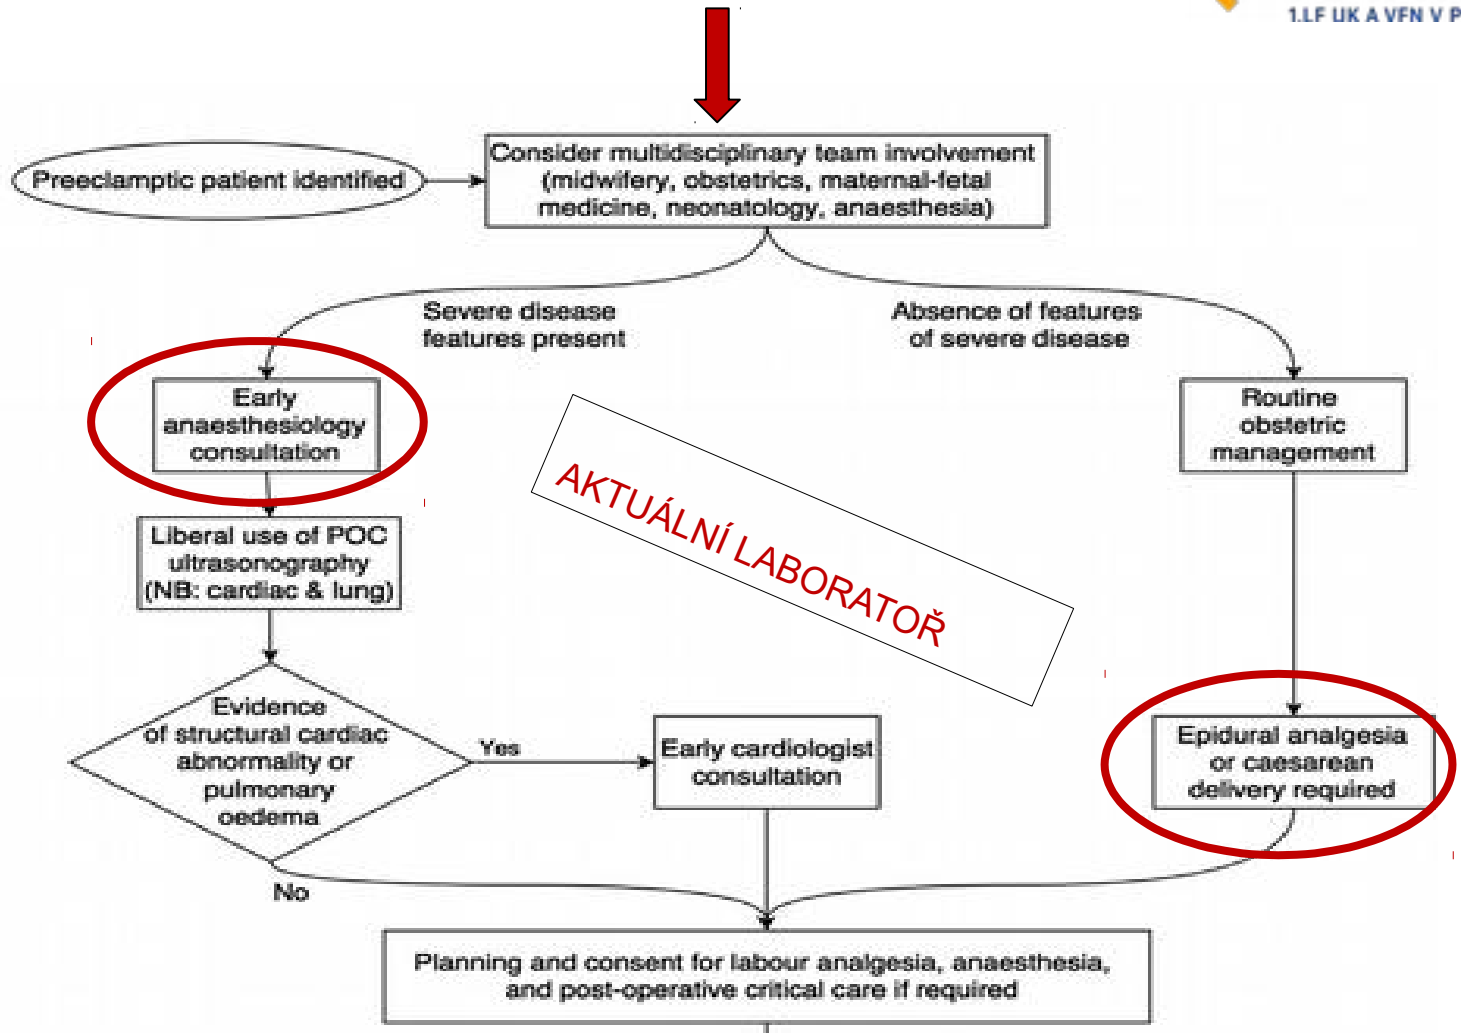 1.LF UK A VFN V P
Preeclamptic patient identified
Consider multidisciplinary team involvement
(midwifery, obstetrics, maternal-fetal
medicine, neonatology, anaesthesia)
Severe disease
features present
Absence of features
of severe disease
Early
anaesthesiology
consultation
Routine
obstetric
management
AKTUÁLNÍ LABORATOŘ
Liberal use of POC
ultrasonography
(NB: cardiac & lung)
Evidence
of structural cardiac
abnormality or
pulmonary
oedema
Yes
Early cardiologist
consultation
Epidural analgesia
or caesarean
delivery required
No
Planning and consent for labour analgesia, anaesthesia,
and post-operative critical care if required